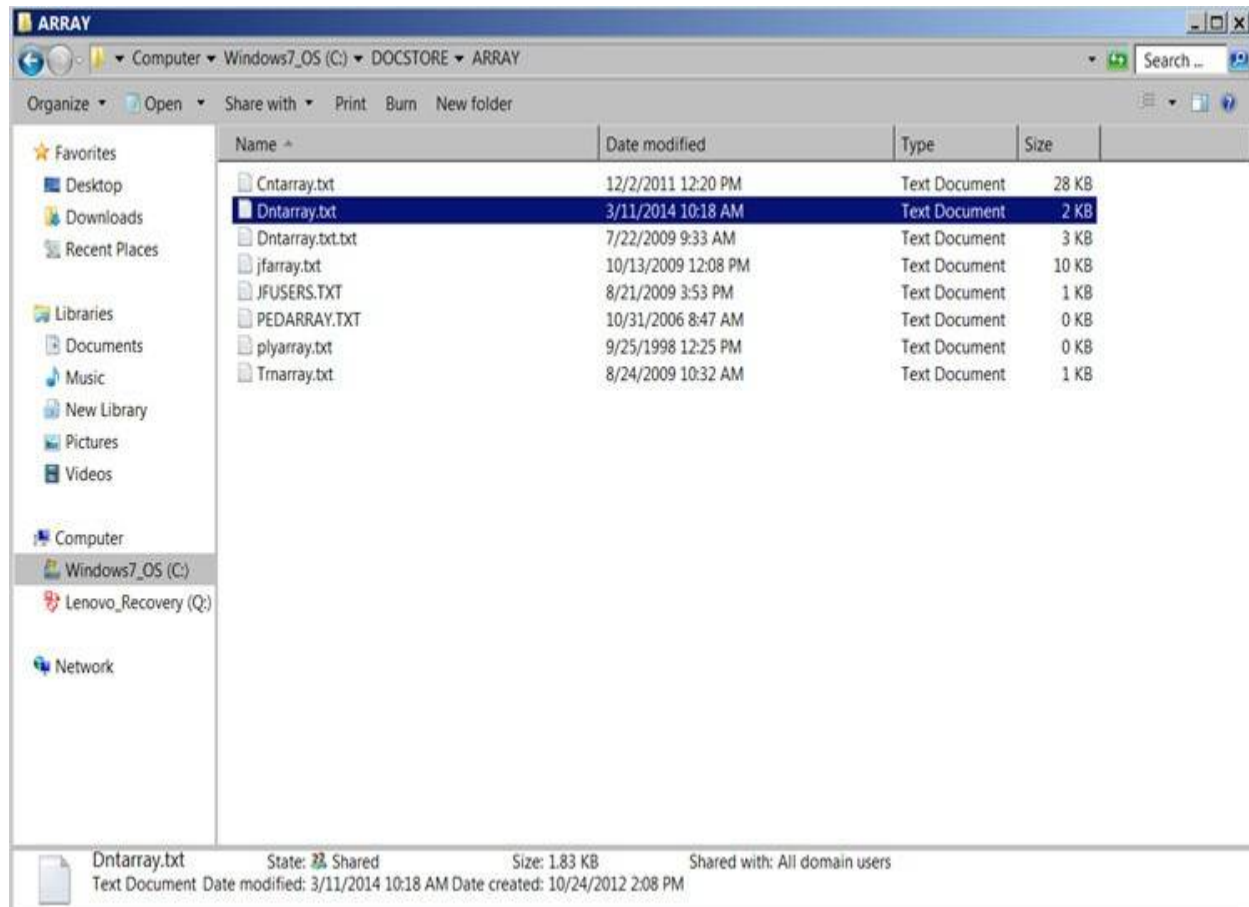 ARRAY
Computer Windows7_OS (C:) DOCSTORE ARRAY Search ...
Organize Open Share with Print Burn New folder
Favorites
Desktop
Downloads
Recent Places
Libraries
Documents
Music
New Library
Pictures
Videos
Computer
Windows7_OS (C:)
Lenovo_Recovery (Q:)
Network
Name Date modified Type Size
Cntarray.txt 12/2/2011 12:20 PM Text Document 28 KB
Dntarray.txt 3/11/2014 10:18 AM Text Document 2 KB
Dntarray.txt.txt 7/22/2009 9:33 AM Text Document 3 KB
jfarray.txt 10/13/2009 12:08 PM Text Document 10 KB
JFUSERS.TXT 8/21/2009 3:53 PM Text Document 1 KB
PEDARRAY.TXT 10/31/2006 8:47 AM Text Document 0 KB
plyarray.txt 9/25/1998 12:25 PM Text Document 0 KB
Trnarray.txt 8/24/2009 10:32 AM Text Document 1 KB
Dntarray.txt State: Shared Size: 1.83 KB Shared with: All domain users
Text Document Date modified: 3/11/2014 10:18 AM Date created: 10/24/2012 2:08 PM